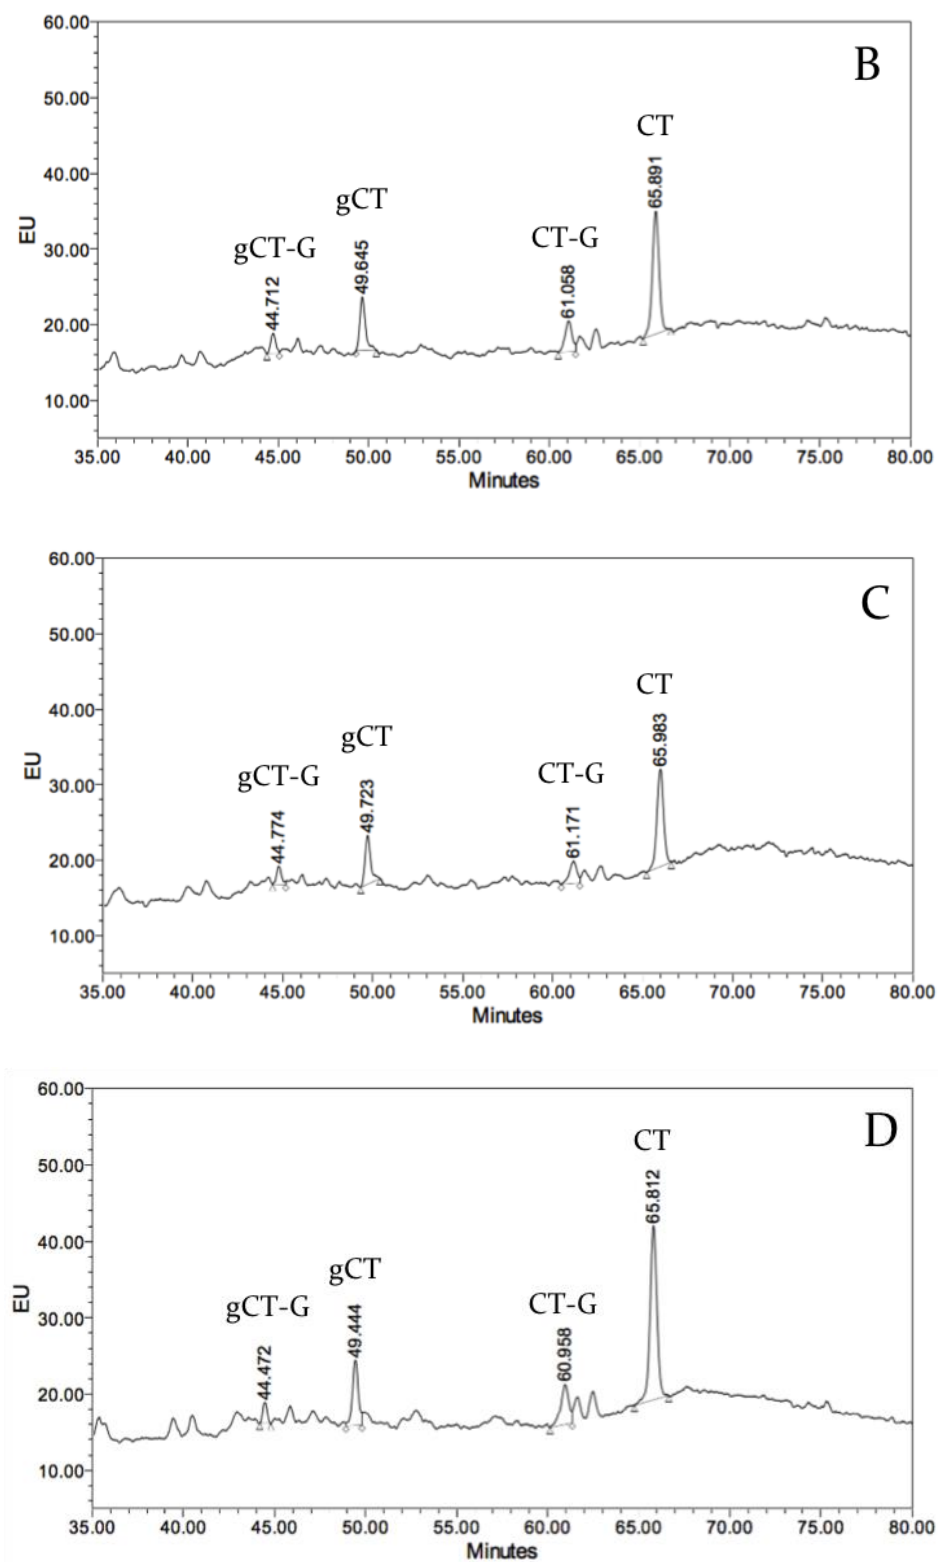 60.00
B
50.00
CT
40.00
65.891
gCT
EU
30.00
gCT-G
49.645
CT-G
44.712
61.058
20.00
10.00
35.00 40.00 45.00 50.00 55.00 60.00 65.00 70.00 75.00 80.00
Minutes
60.00
C
50.00
CT
40.00
65.983
gCT
EU
30.00
gCT-G
49.723
CT-G
44.774
61.171
20.00
10.00
35.00 40.00 45.00 50.00 55.00 60.00 65.00 70.00 75.00 80.00
Minutes
60.00
D
50.00
CT
65.812
40.00
gCT
EU
30.00
gCT-G
49.444
CT-G
44.472
60.958
20.00
10.00
35.00 40.00 45.00 50.00 55.00 60.00 65.00 70.00 75.00 80.00
Minutes